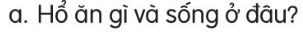 a. Hổ ăn gì và sống ở đâu?